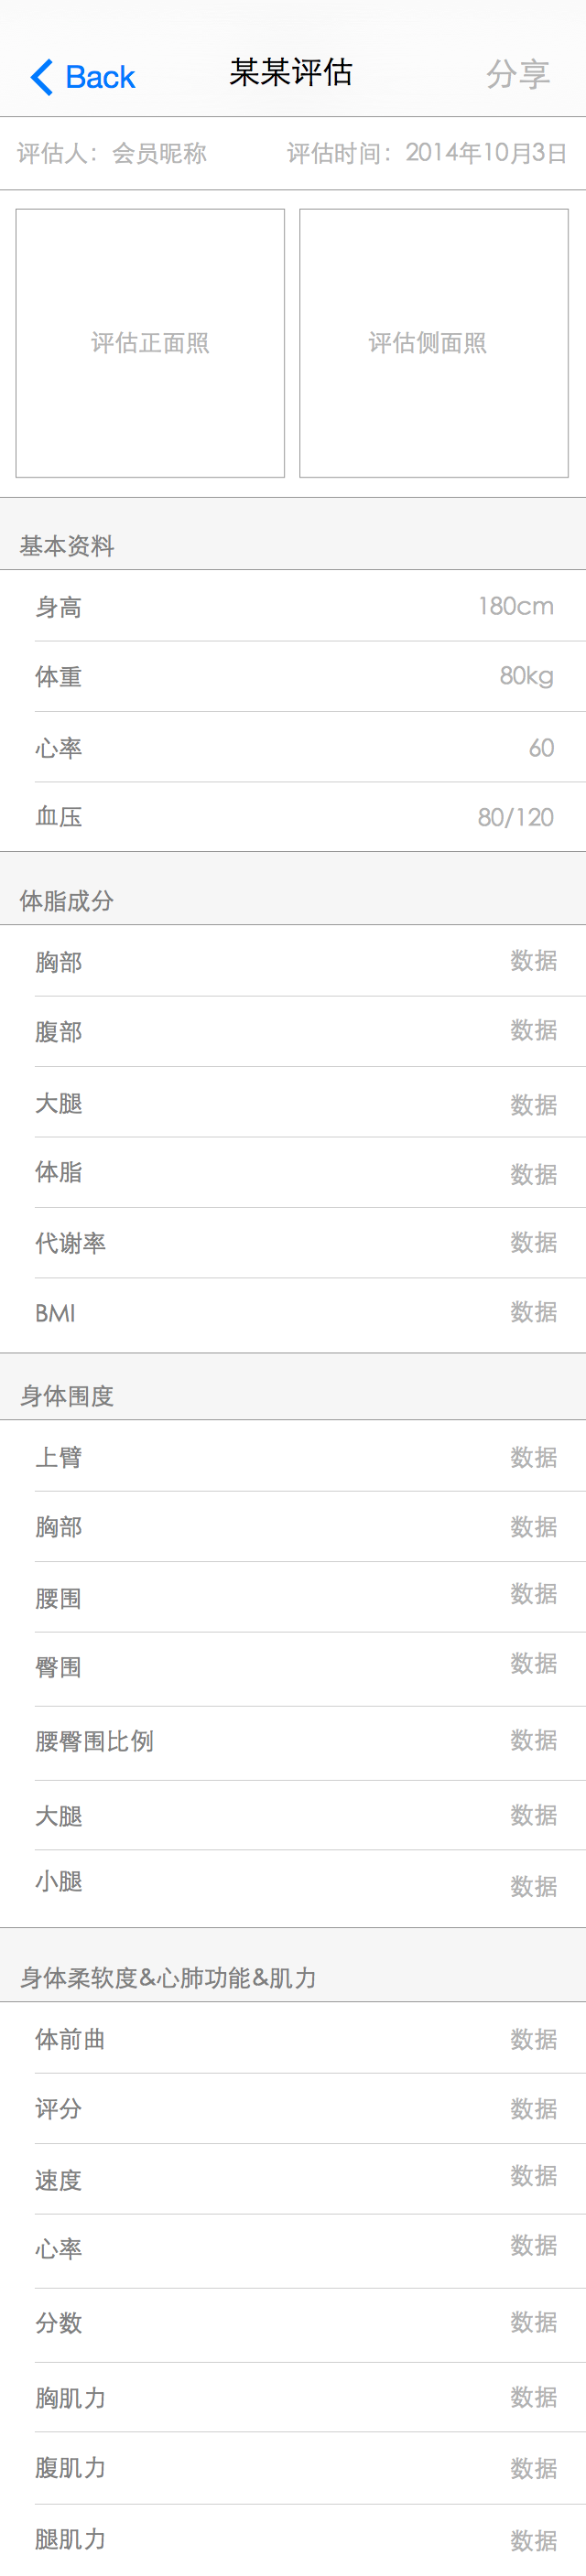 Back 某某评估 分享
评估人：会员昵称 评估时间：2014年10月3日
评估正面照 评估侧面照
基本资料
身高 180cm
体重 80kg
心率 60
血压 80/120
体脂成分
胸部 数据
腹部 数据
大腿 数据
体脂 数据
代谢率 数据
BMI 数据
身体围度
上臂 数据
胸部 数据
腰围 数据
臀围 数据
腰臀围比例 数据
大腿 数据
小腿 数据
身体柔软度&心肺功能&肌力
体前曲 数据
评分 数据
速度 数据
心率 数据
分数 数据
胸肌力 数据
腹肌力 数据
腿肌力 数据